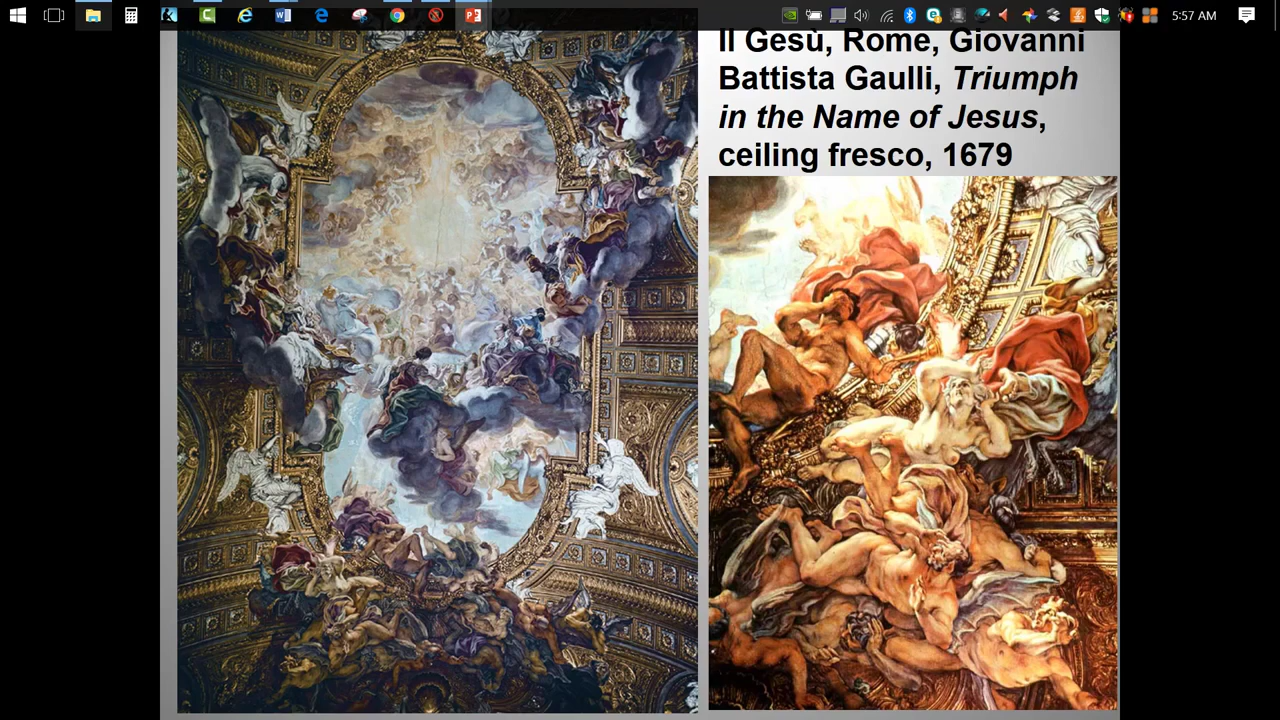 5:57 AM
Il Gesù, Rome, Giovanni
Battista Gaulli, Triumph
in the Name of Jesus,
ceiling fresco, 1679